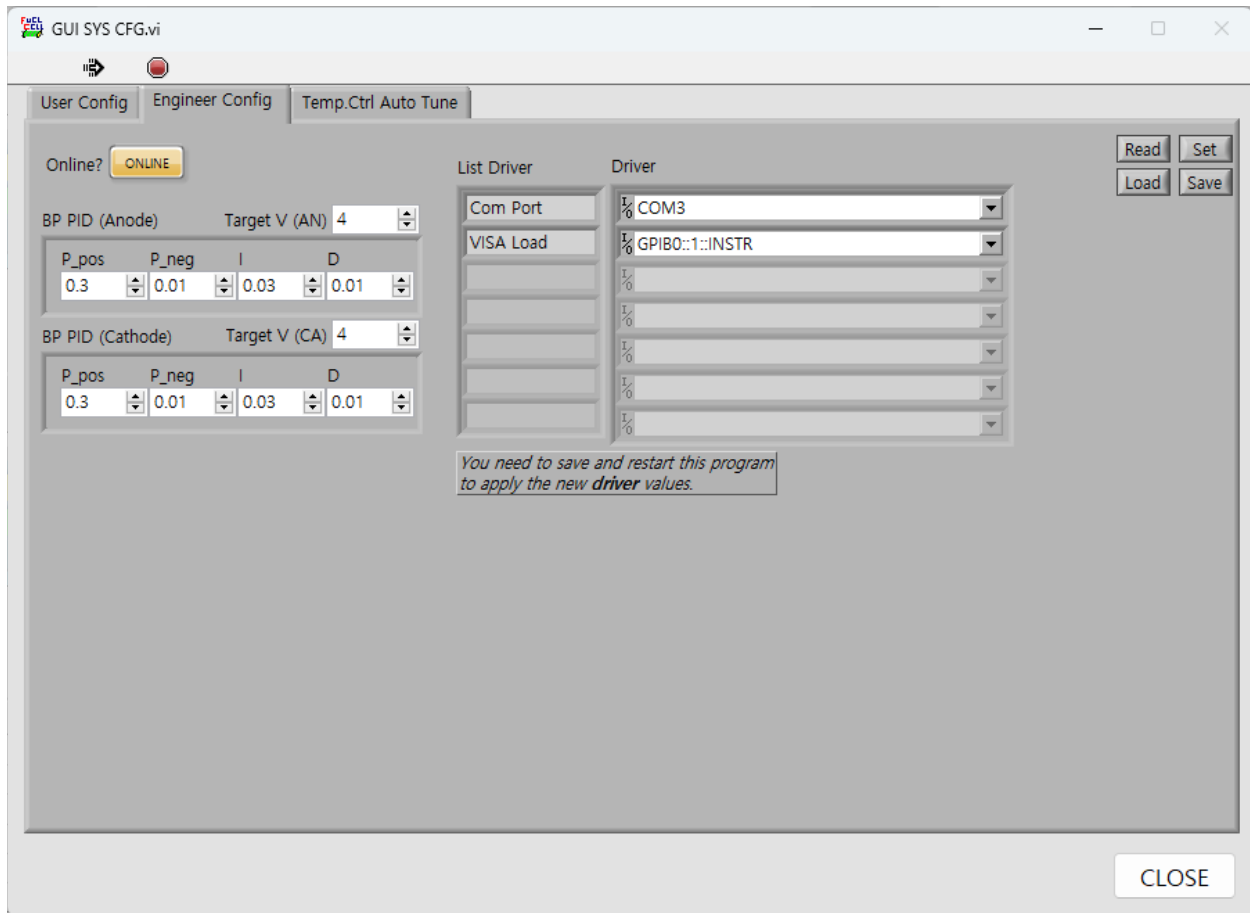 FuEL
CELL
GUI SYS CFG.vi
User Config
Engineer Config
Temp.Ctrl Auto Tune
Online? ONLINE
BP PID (Anode) Target V (AN) 4
P_pos P_neg I D
0.3 0.01 0.03 0.01
BP PID (Cathode) Target V (CA) 4
P_pos P_neg I D
0.3 0.01 0.03 0.01
List Driver Driver
Com Port I/O COM3
VISA Load I/O GPIB0::1::INSTR
I/O
I/O
I/O
I/O
I/O
You need to save and restart this program
to apply the new driver values.
Read Set
Load Save
CLOSE